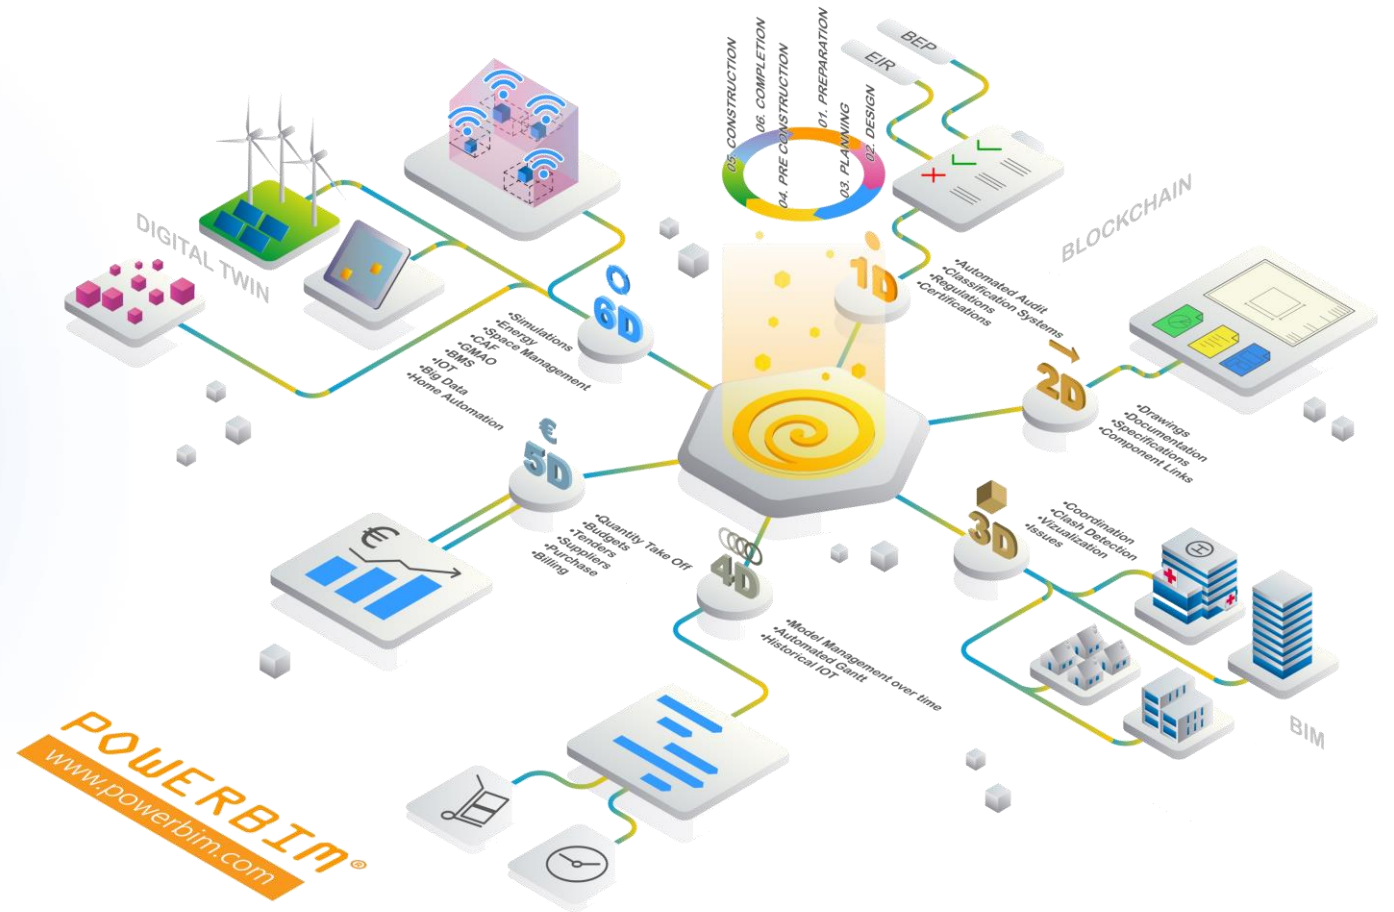 BEP
EIR
01. PREPARATION
02. DESIGN
03. PLANNING
04. PRE CONSTRUCTION
05. CONSTRUCTION
06. COMPLETION
BLOCKCHAIN
DIGITAL TWIN
1D
•Automated Audit
•Classification Systems
•Regulations
•Certifications
2D
•Drawings
•Documentation
•Specifications
•Component Links
3D
•Coordination
•Clash Detection
•Vizualization
•Issues
H
BIM
4D
•Model Management over time
•Automated Gantt
•Historical IOT
€
5D
•Quantity Take Off
•Budgets
•Tenders
•Suppliers
•Purchase
•Billing
€
6D
•Simulations
•Energy
•Space Management
•CAF
•GMAO
•BMS
•IOT
•Big Data
•Home Automation
POWERBIM®
www.powerbim.com